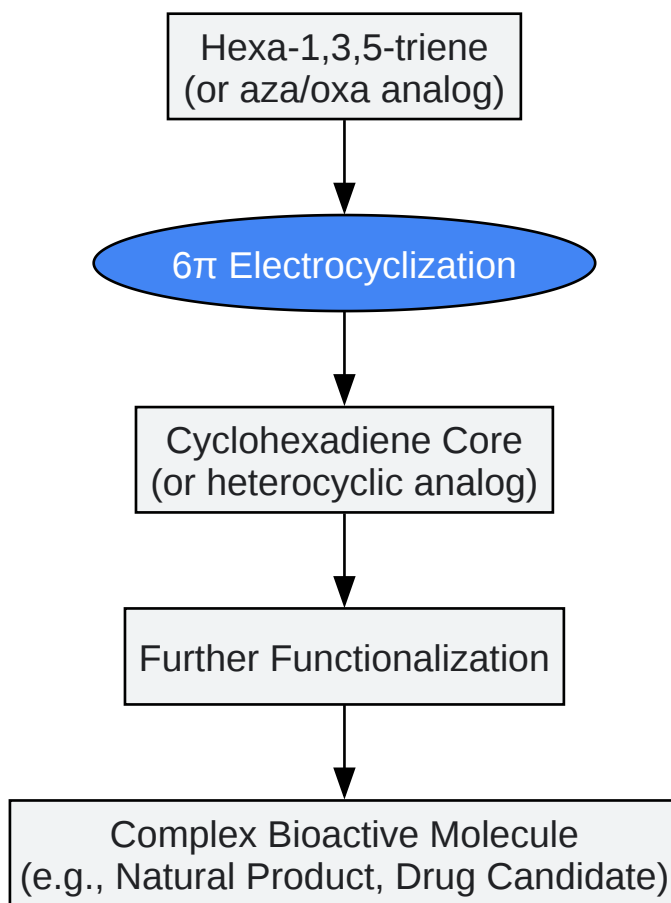 Hexa-1,3,5-triene
(or aza/oxa analog)
6π Electrocyclization
Cyclohexadiene Core
(or heterocyclic analog)
Further Functionalization
Complex Bioactive Molecule
(e.g., Natural Product, Drug Candidate)